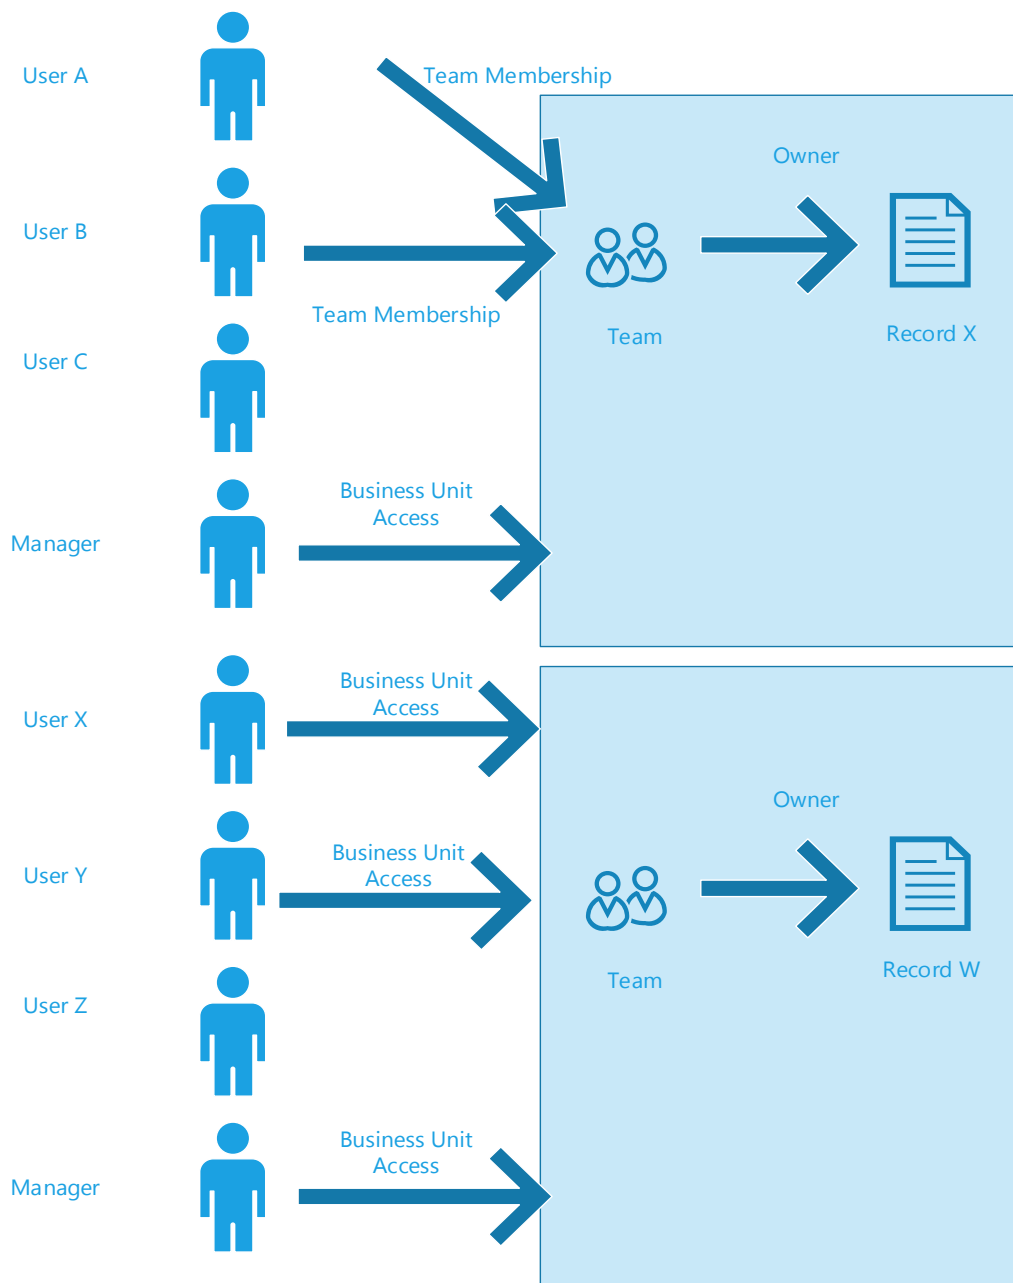 User A
Team Membership
Owner
User B
Team Membership
Team
Record X
User C
Business Unit
Access
Manager
Business Unit
Access
User X
Owner
Business Unit
Access
User Y
Team
Record W
User Z
Business Unit
Access
Manager